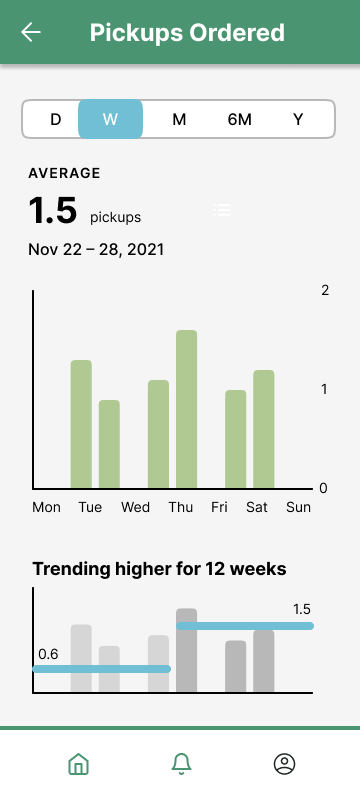 Pickups Ordered
D W M 6M Y
AVERAGE
1.5 pickups
Nov 22 – 28, 2021
2
1
0
Mon Tue Wed Thu Fri Sat Sun
Trending higher for 12 weeks
1.5
0.6